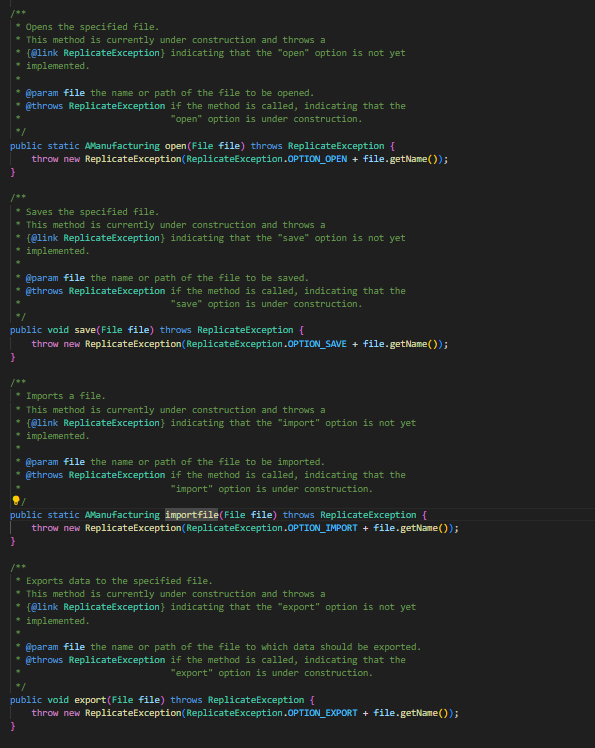 /**
 * Opens the specified file.
 * This method is currently under construction and throws a
 * {@link ReplicateException} indicating that the "open" option is not yet
 * implemented.
 *
 * @param file the name or path of the file to be opened.
 * @throws ReplicateException if the method is called, indicating that the
 *                            "open" option is under construction.
 */
public static AManufacturing open(File file) throws ReplicateException {
    throw new ReplicateException(ReplicateException.OPTION_OPEN + file.getName());
}

/**
 * Saves the specified file.
 * This method is currently under construction and throws a
 * {@link ReplicateException} indicating that the "save" option is not yet
 * implemented.
 *
 * @param file the name or path of the file to be saved.
 * @throws ReplicateException if the method is called, indicating that the
 *                            "save" option is under construction.
 */
public void save(File file) throws ReplicateException {
    throw new ReplicateException(ReplicateException.OPTION_SAVE + file.getName());
}

/**
 * Imports a file.
 * This method is currently under construction and throws a
 * {@link ReplicateException} indicating that the "import" option is not yet
 * implemented.
 *
 * @param file the name or path of the file to be imported.
 * @throws ReplicateException if the method is called, indicating that the
 *                            "import" option is under construction.
 /
public static AManufacturing importfile(File file) throws ReplicateException {
    throw new ReplicateException(ReplicateException.OPTION_IMPORT + file.getName());
}

/**
 * Exports data to the specified file.
 * This method is currently under construction and throws a
 * {@link ReplicateException} indicating that the "export" option is not yet
 * implemented.
 *
 * @param file the name or path of the file to which data should be exported.
 * @throws ReplicateException if the method is called, indicating that the
 *                            "export" option is under construction.
 */
public void export(File file) throws ReplicateException {
    throw new ReplicateException(ReplicateException.OPTION_EXPORT + file.getName());
}